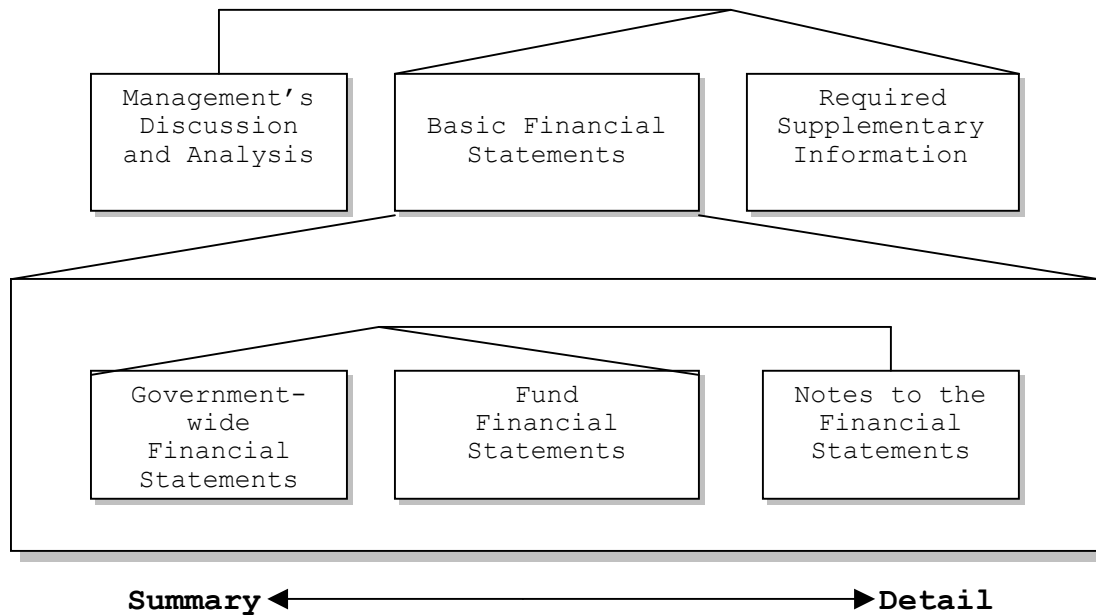 Management’s
Discussion
and Analysis
Basic Financial
Statements
Required
Supplementary
Information
Government-
wide
Financial
Statements
Fund
Financial
Statements
Notes to the
Financial
Statements
Summary
Detail